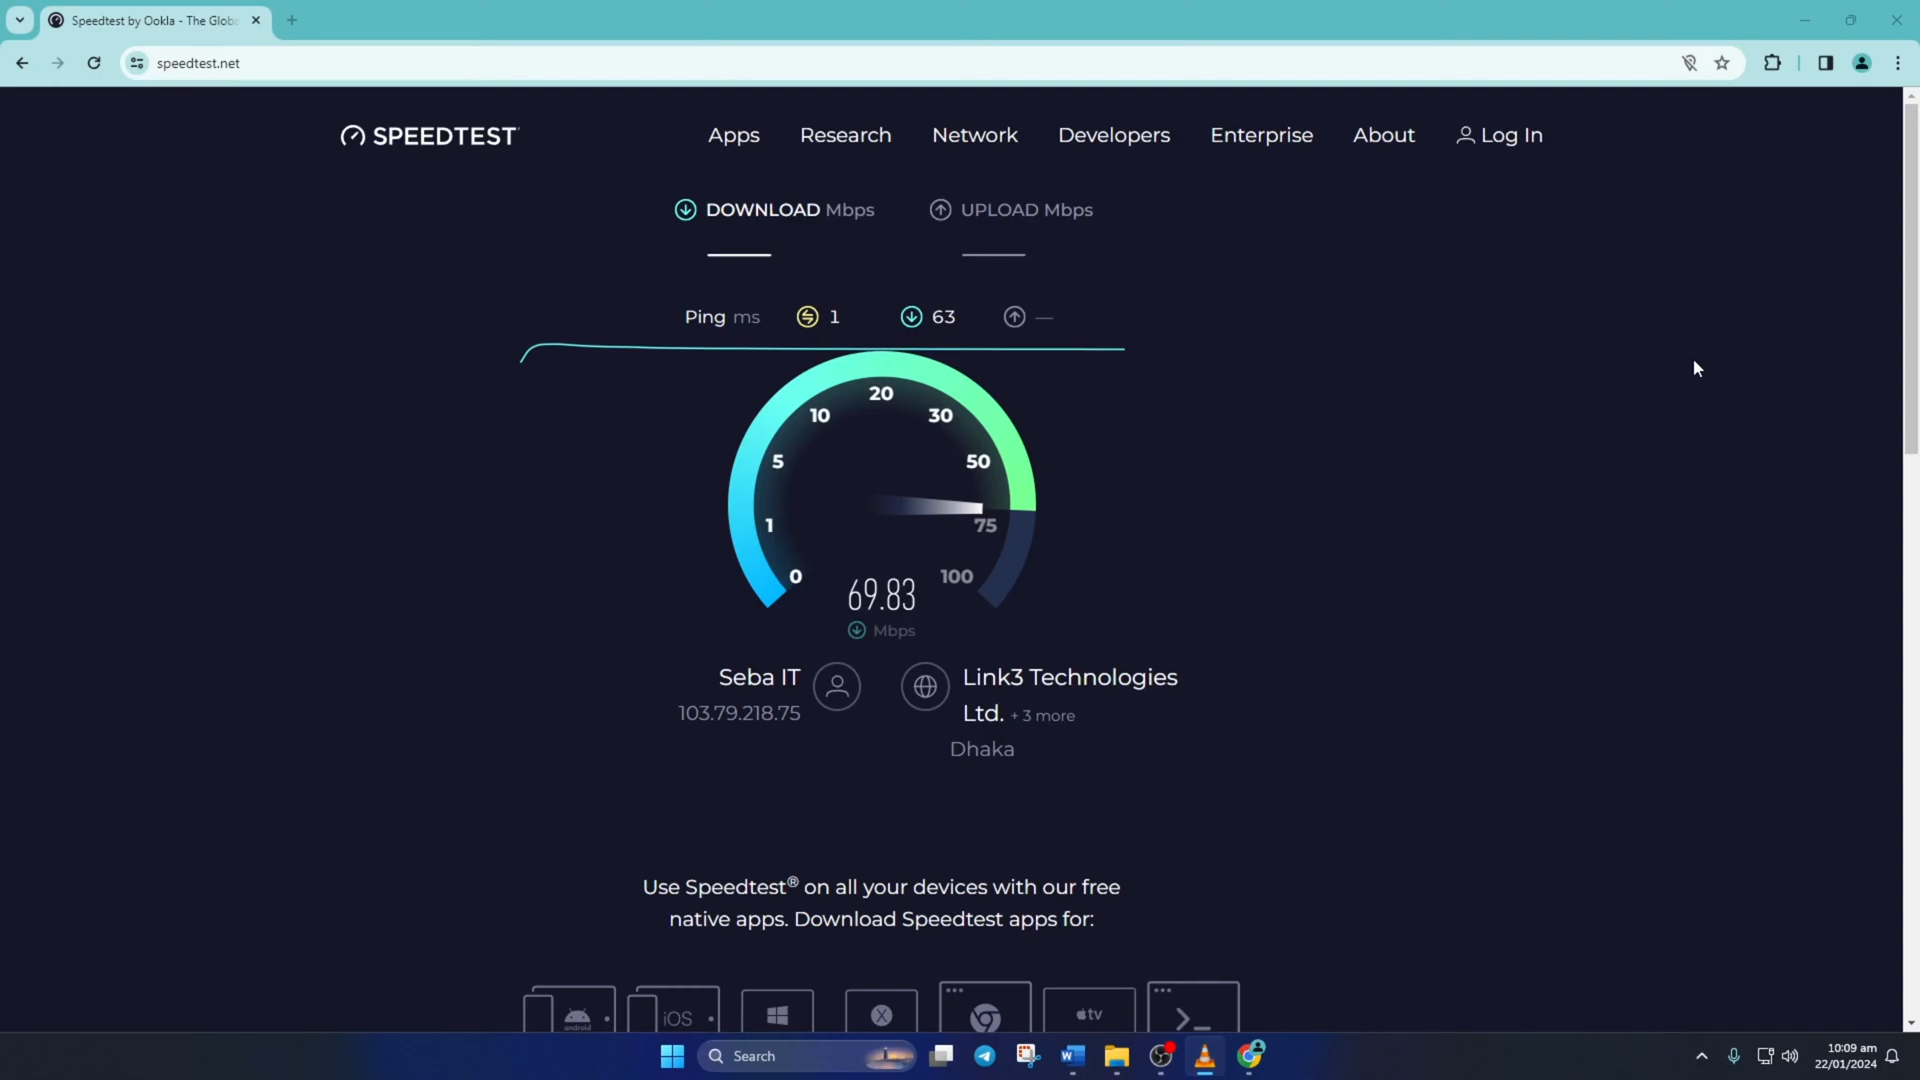 Speedtest by Ookla - The Globa
speedtest.net
SPEEDTEST
Apps
Research
Network
Developers
Enterprise
About
Log In
DOWNLOAD Mbps
UPLOAD Mbps
Ping ms
1
63
—
20
10
30
5
50
1
75
0
100
69.83
Mbps
Seba IT
103.79.218.75
Link3 Technologies
Ltd. + 3 more
Dhaka
Use Speedtest® on all your devices with our free
native apps. Download Speedtest apps for:
android
iOS
X
tv
Search
10:09 am
22/01/2024